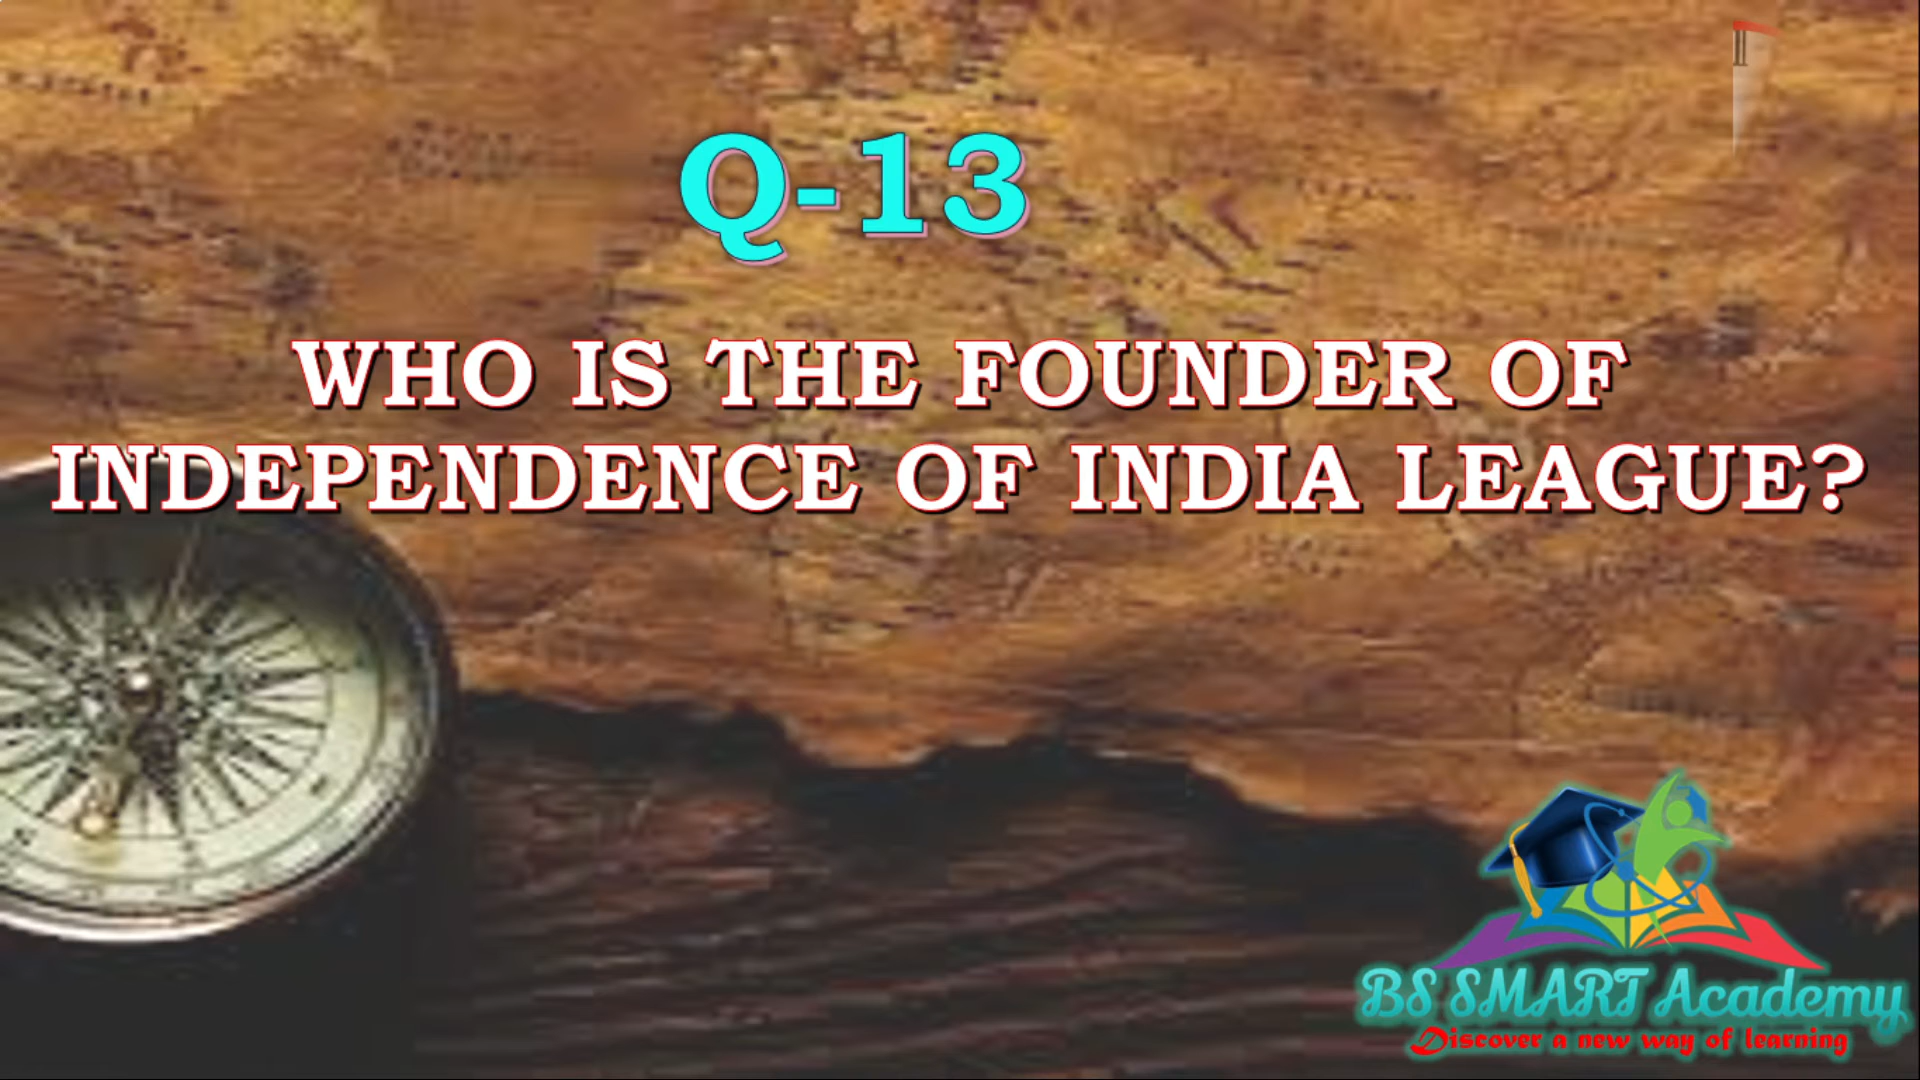 Q-13
WHO IS THE FOUNDER OF
INDEPENDENCE OF INDIA LEAGUE?
BS SMART Academy
Discover a new way of learning